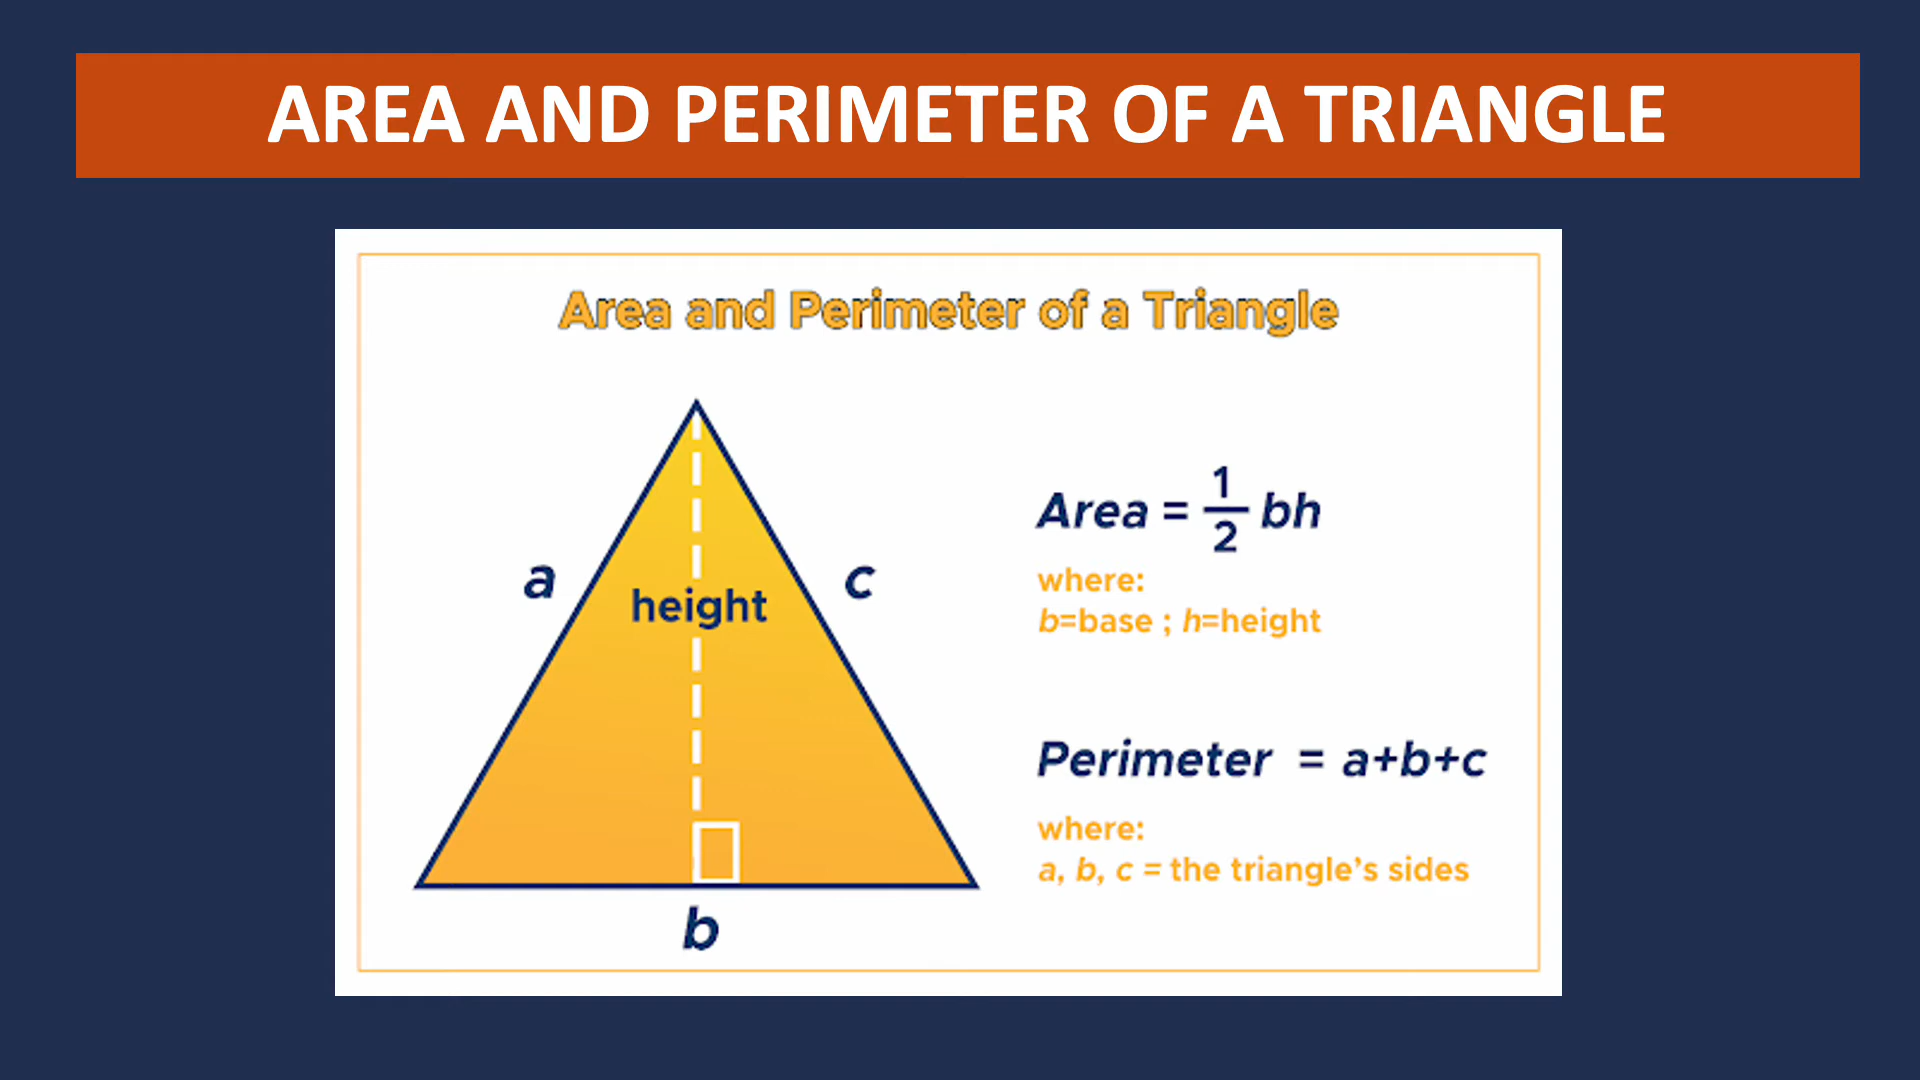 AREA AND PERIMETER OF A TRIANGLE
Area and Perimeter of a Triangle
a
height
c
b
Area = 1/2 bh
where:
b=base ; h=height
Perimeter = a+b+c
where:
a, b, c = the triangle's sides